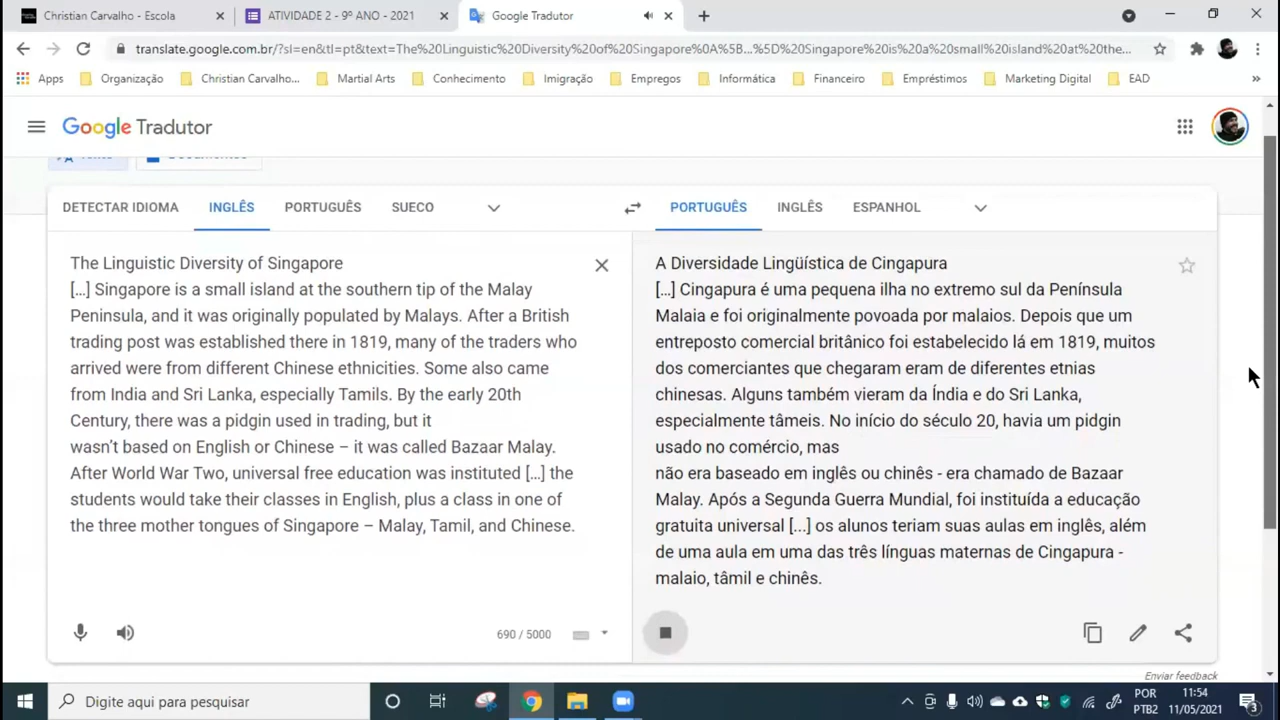 Christian Carvalho - Escola
ATIVIDADE 2 - 9º ANO - 2021
Google Tradutor
translate.google.com.br/?sl=en&tl=pt&text=The%20Linguistic%20Diversity%20of%20Singapore%0A%5B...%5D%20Singapore%20is%20a%20small%20island%20at%20the...
Apps
Organização
Christian Carvalho...
Martial Arts
Conhecimento
Imigração
Empregos
Informática
Financeiro
Empréstimos
Marketing Digital
EAD
Google Tradutor
DETECTAR IDIOMA
INGLÊS
PORTUGUÊS
SUECO
PORTUGUÊS
INGLÊS
ESPANHOL
The Linguistic Diversity of Singapore
[...] Singapore is a small island at the southern tip of the Malay
Peninsula, and it was originally populated by Malays. After a British
trading post was established there in 1819, many of the traders who
arrived were from different Chinese ethnicities. Some also came
from India and Sri Lanka, especially Tamils. By the early 20th
Century, there was a pidgin used in trading, but it
wasn't based on English or Chinese – it was called Bazaar Malay.
After World War Two, universal free education was instituted [...] the
students would take their classes in English, plus a class in one of
the three mother tongues of Singapore – Malay, Tamil, and Chinese.
690 / 5000
A Diversidade Lingüística de Cingapura
[...] Cingapura é uma pequena ilha no extremo sul da Península
Malaia e foi originalmente povoada por malaios. Depois que um
entreposto comercial britânico foi estabelecido lá em 1819, muitos
dos comerciantes que chegaram eram de diferentes etnias
chinesas. Alguns também vieram da Índia e do Sri Lanka,
especialmente tâmeis. No início do século 20, havia um pidgin
usado no comércio, mas
não era baseado em inglês ou chinês - era chamado de Bazaar
Malay. Após a Segunda Guerra Mundial, foi instituída a educação
gratuita universal [...] os alunos teriam suas aulas em inglês, além
de uma aula em uma das três línguas maternas de Cingapura -
malaio, tâmil e chinês.
Enviar feedback
Digite aqui para pesquisar
POR
PTB2
11:54
11/05/2021
3